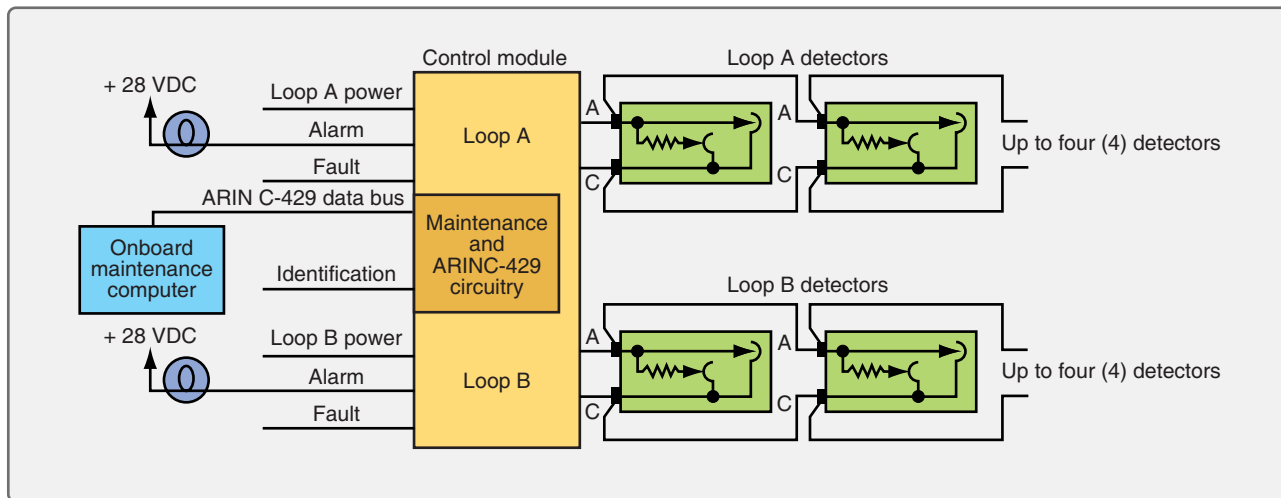 Control module
Loop A detectors
+ 28 VDC
Loop A power
Alarm
Fault
ARIN C-429 data bus
Onboard
maintenance
computer
Identification
+ 28 VDC
Loop B power
Alarm
Fault
Loop A
Maintenance
and
ARINC-429
circuitry
Loop B
A
C
A
C
Up to four (4) detectors
Loop B detectors
A
C
A
C
Up to four (4) detectors